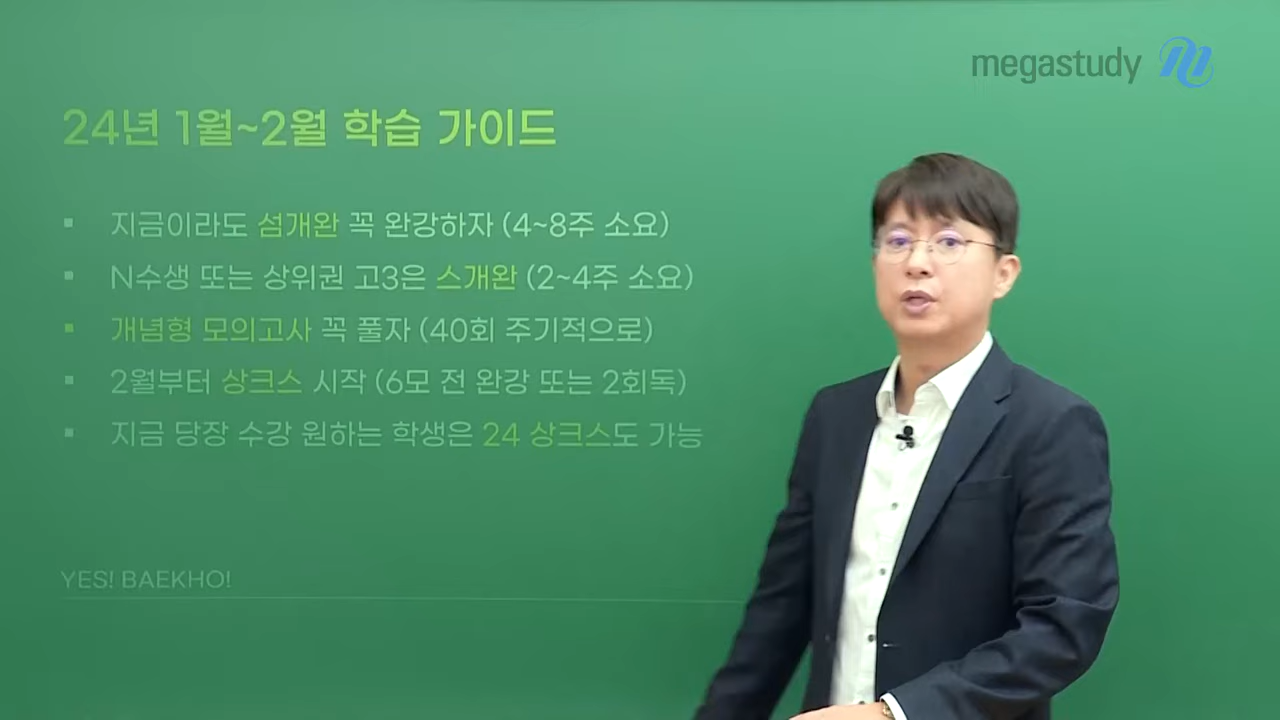 megastudy
24년 1월~2월 학습 가이드
▪ 지금이라도 섬개완 꼭 완강하자 (4~8주 소요)
▪ N수생 또는 상위권 고3은 스개완 (2~4주 소요)
▪ 개념형 모의고사 꼭 풀자 (40회 주기적으로)
▪ 2월부터 상크스 시작 (6모 전 완강 또는 2회독)
▪ 지금 당장 수강 원하는 학생은 24 상크스도 가능
YES! BAEKHO!